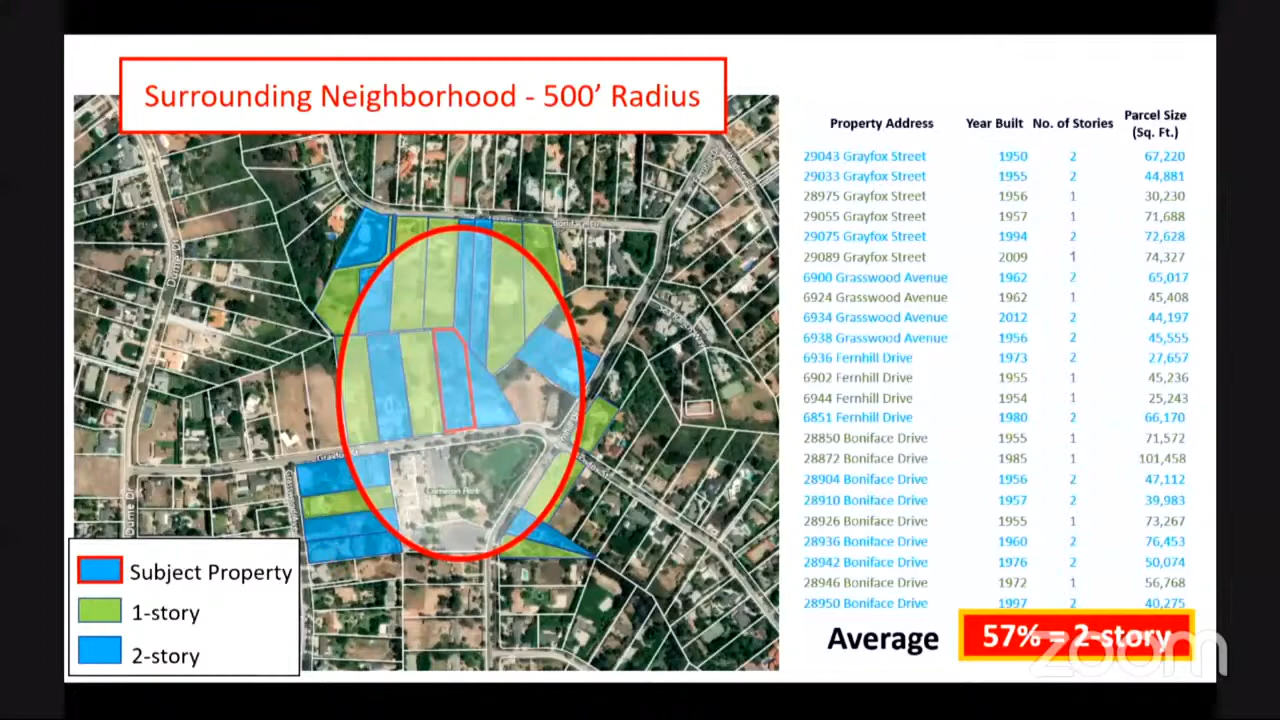 Surrounding Neighborhood - 500’ Radius
Property Address Year Built No. of Stories Parcel Size (Sq. Ft.)
29043 Grayfox Street 1950 2 67,220
29033 Grayfox Street 1955 2 44,881
28975 Grayfox Street 1956 1 30,230
29055 Grayfox Street 1957 1 71,688
29075 Grayfox Street 1994 2 72,628
29089 Grayfox Street 2009 1 74,327
6900 Grasswood Avenue 1962 2 65,017
6924 Grasswood Avenue 1962 1 45,408
6934 Grasswood Avenue 2012 2 44,197
6938 Grasswood Avenue 1956 2 45,555
6936 Fernhill Drive 1973 2 27,657
6902 Fernhill Drive 1955 1 45,236
6944 Fernhill Drive 1954 1 25,243
6851 Fernhill Drive 1980 2 66,170
28850 Boniface Drive 1955 1 71,572
28872 Boniface Drive 1985 1 101,458
28904 Boniface Drive 1956 2 47,112
28910 Boniface Drive 1957 2 39,983
28926 Boniface Drive 1955 1 73,267
28936 Boniface Drive 1960 2 76,453
28942 Boniface Drive 1976 2 50,074
28946 Boniface Drive 1972 1 56,768
28950 Boniface Drive 1997 2 40,275
Average 57% = 2-story
Dume Dr
Dume Dr
Subject Property
1-story
2-story
zoom